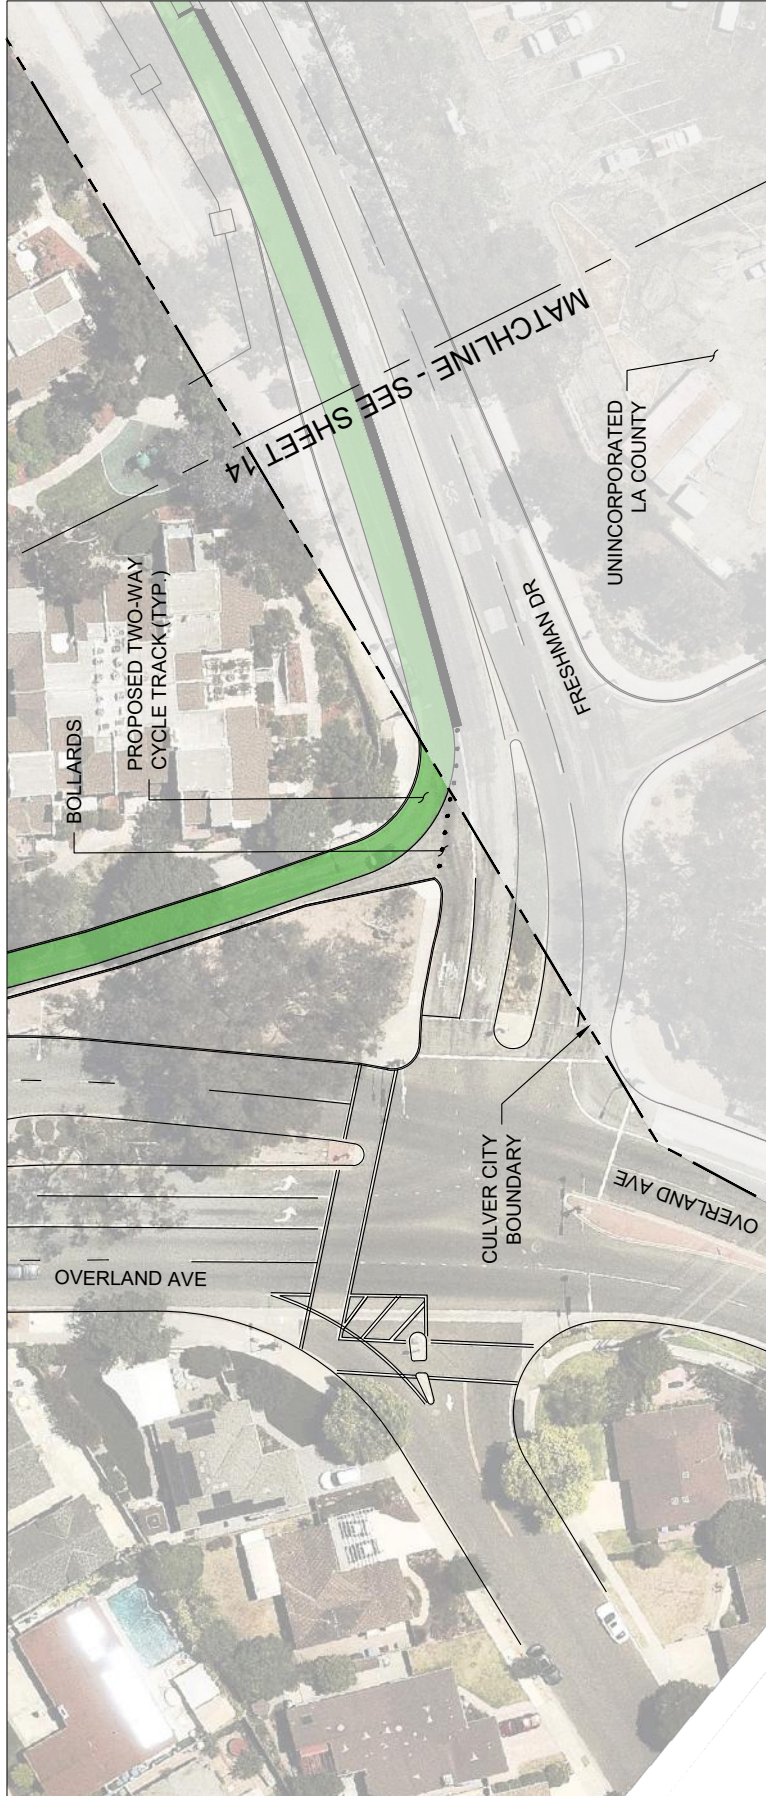 MATCHLINE - SEE SHEET 14
UNINCORPORATED
LA COUNTY
PROPOSED TWO-WAY
CYCLE TRACK (TYP.)
BOLLARDS
FRESHMAN DR
CULVER CITY
BOUNDARY
OVERLAND AVE
OVERLAND AVE